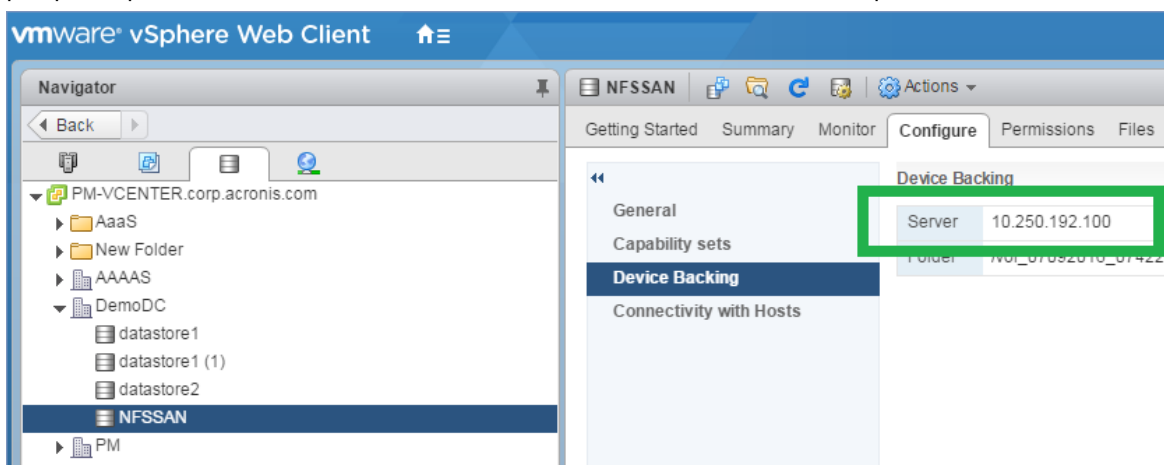 vmware® vSphere Web Client
Navigator
Back
PM-VCENTER.corp.acronis.com
AaaS
New Folder
AAAAS
DemoDC
datastore1
datastore1 (1)
datastore2
NFSSAN
PM
NFSSAN Actions
Getting Started Summary Monitor Configure Permissions Files
General
Capability sets
Device Backing
Connectivity with Hosts
Device Backing
Server 10.250.192.100
Folder